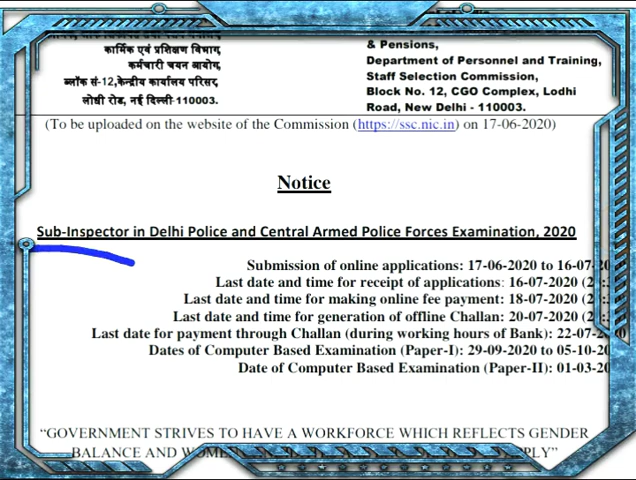 & Pensions,
कार्मिक एवं प्रशिक्षण विभाग,
Department of Personnel and Training,
कर्मचारी चयन आयोग,
Staff Selection Commission,
ब्लॉक सं-12,केन्द्रीय कार्यालय परिसर,
Block No. 12, CGO Complex, Lodhi
लोधी रोड, नई दिल्ली-110003.
Road, New Delhi - 110003.
(To be uploaded on the website of the Commission (https://ssc.nic.in) on 17-06-2020)
Notice
Sub-Inspector in Delhi Police and Central Armed Police Forces Examination, 2020
Submission of online applications: 17-06-2020 to 16-07-20
Last date and time for receipt of applications: 16-07-2020 (2
Last date and time for making online fee payment: 18-07-2020 (2
Last date and time for generation of offline Challan: 20-07-2020 (2
Last date for payment through Challan (during working hours of Bank): 22-07-20
Dates of Computer Based Examination (Paper-I): 29-09-2020 to 05-10-20
Date of Computer Based Examination (Paper-II): 01-03-20
“GOVERNMENT STRIVES TO HAVE A WORKFORCE WHICH REFLECTS GENDER
BALANCE AND